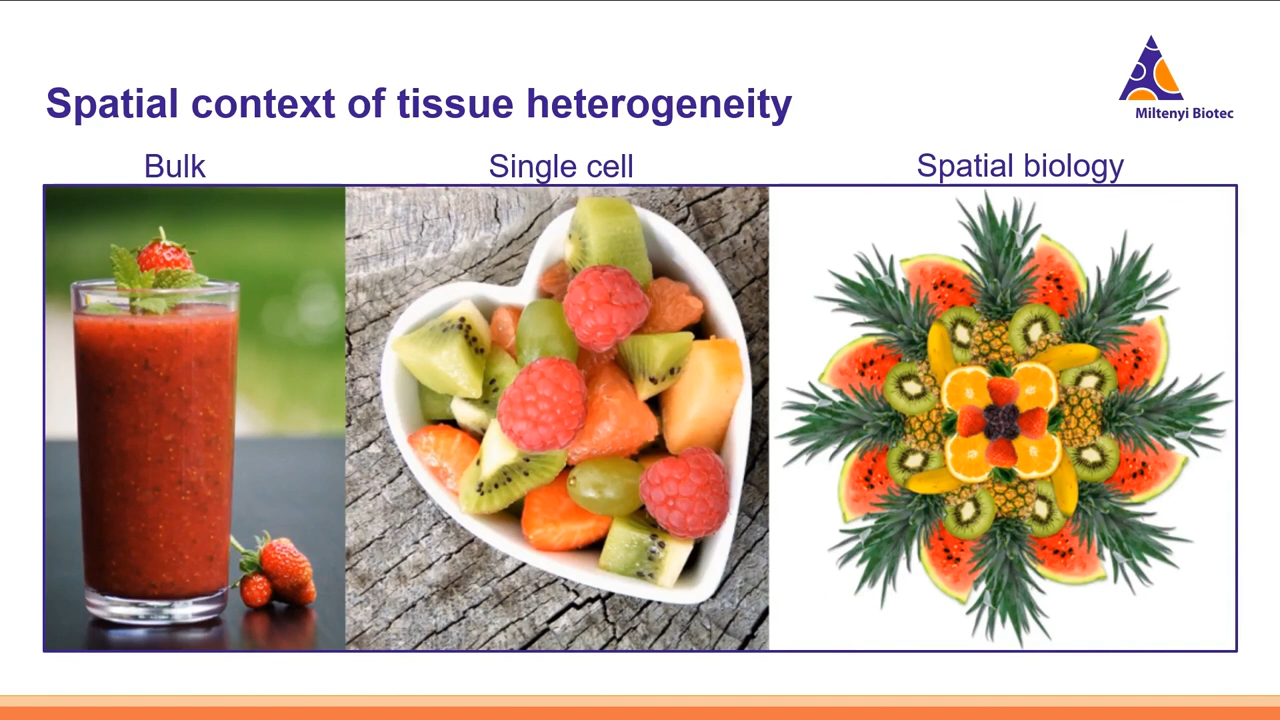 Spatial context of tissue heterogeneity
Miltenyi Biotec
Bulk
Single cell
Spatial biology